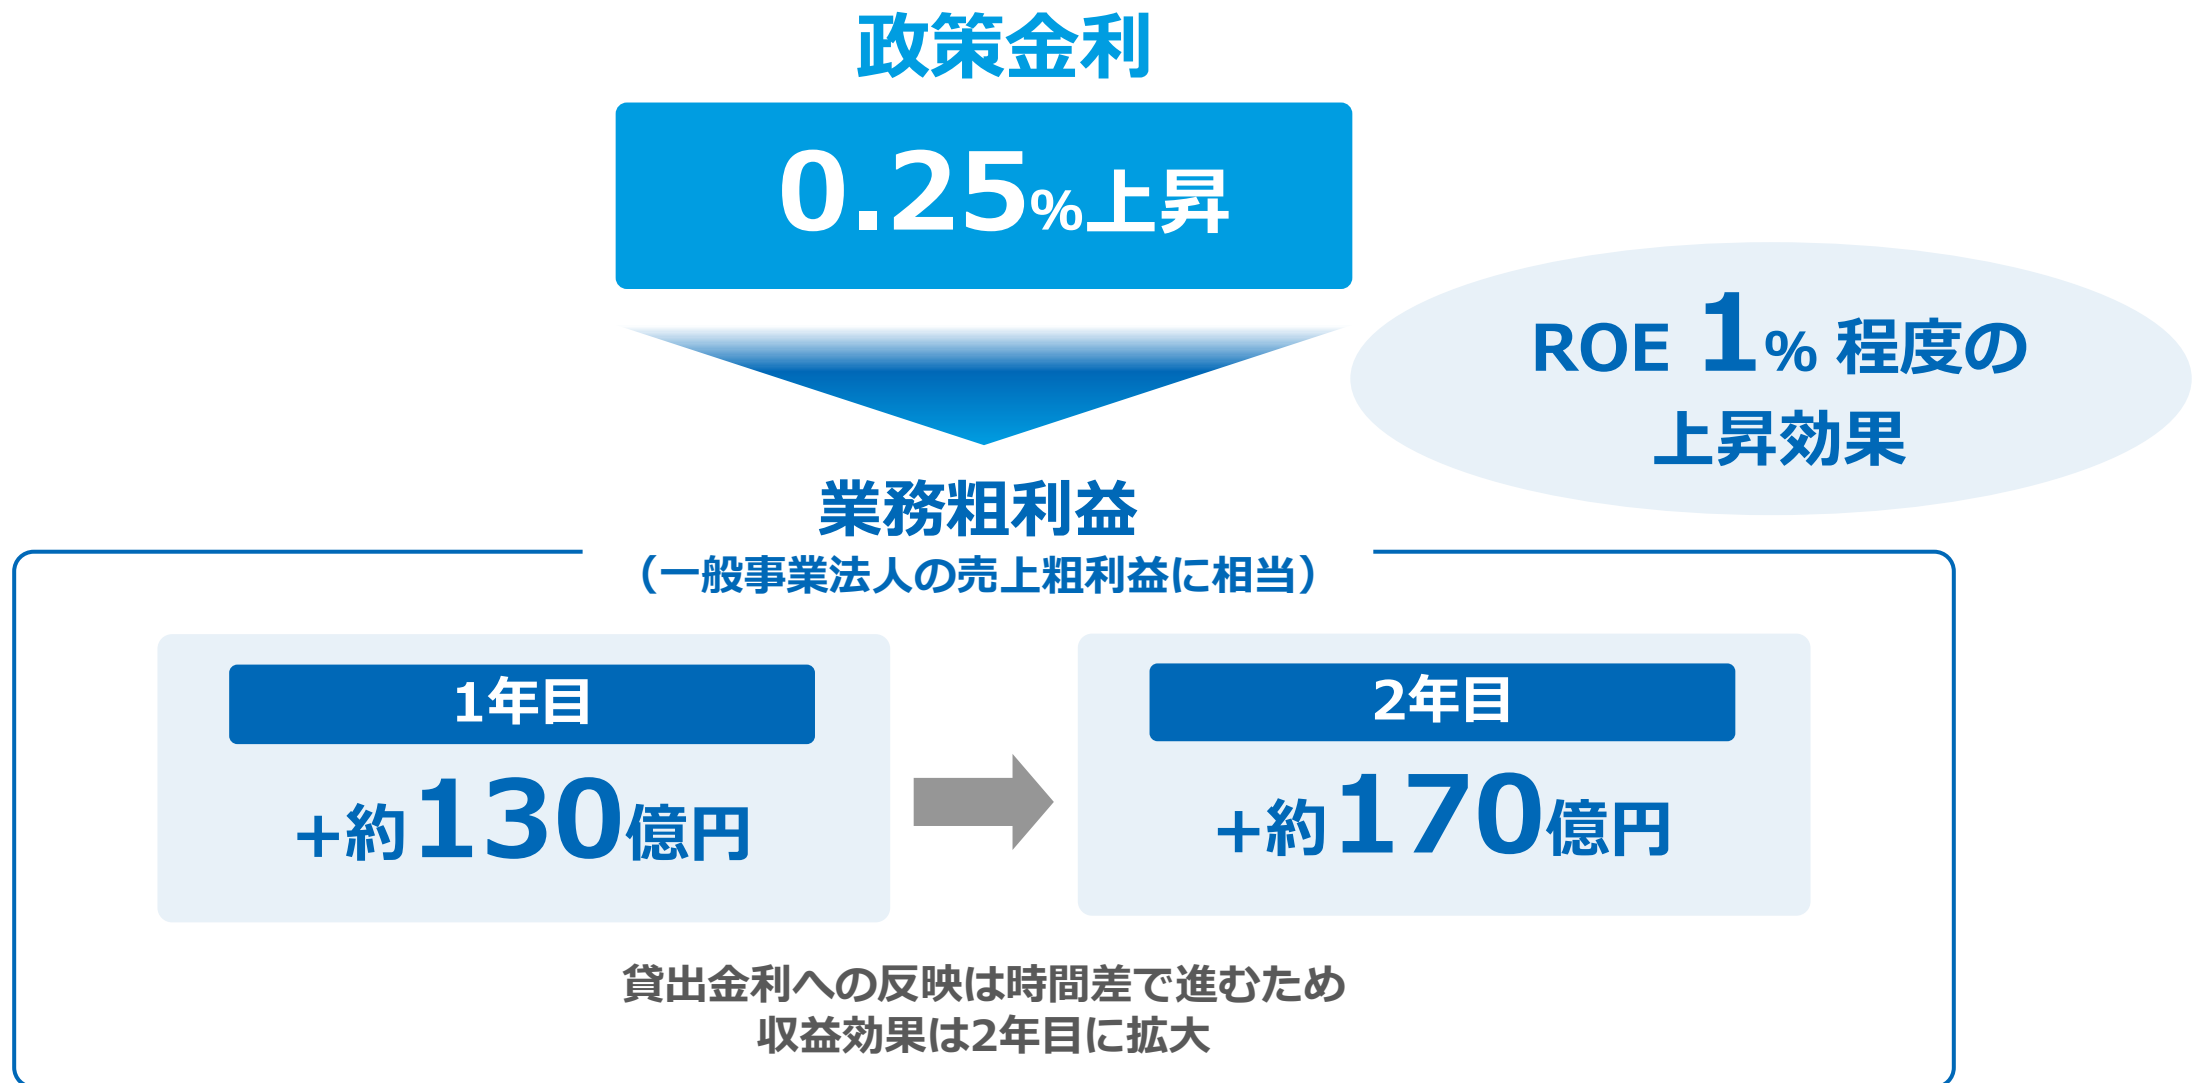 政策金利
0.25%上昇
ROE 1% 程度の
上昇効果
業務粗利益
（一般事業法人の売上粗利益に相当）
1年目
+約130億円
2年目
+約170億円
貸出金利への反映は時間差で進むため
収益効果は2年目に拡大